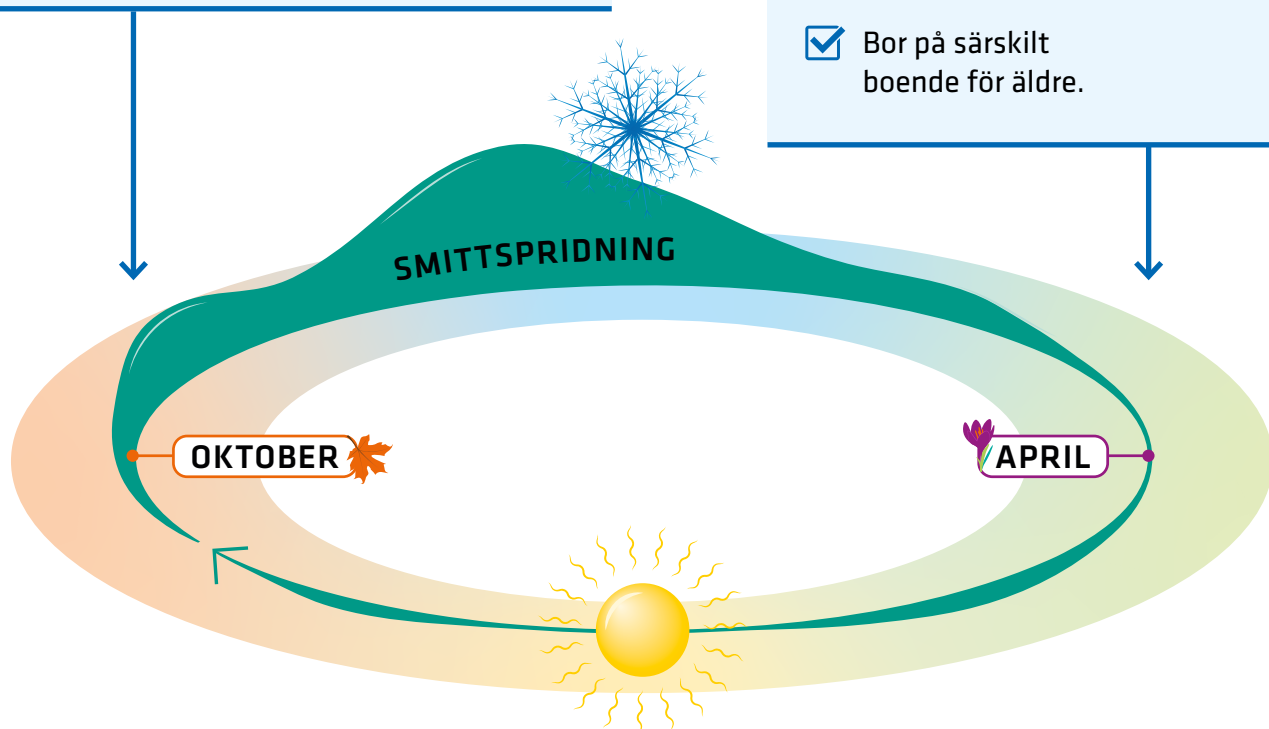 Bor på särskilt
boende för äldre.
SMITTSPRIDNING
OKTOBER
APRIL